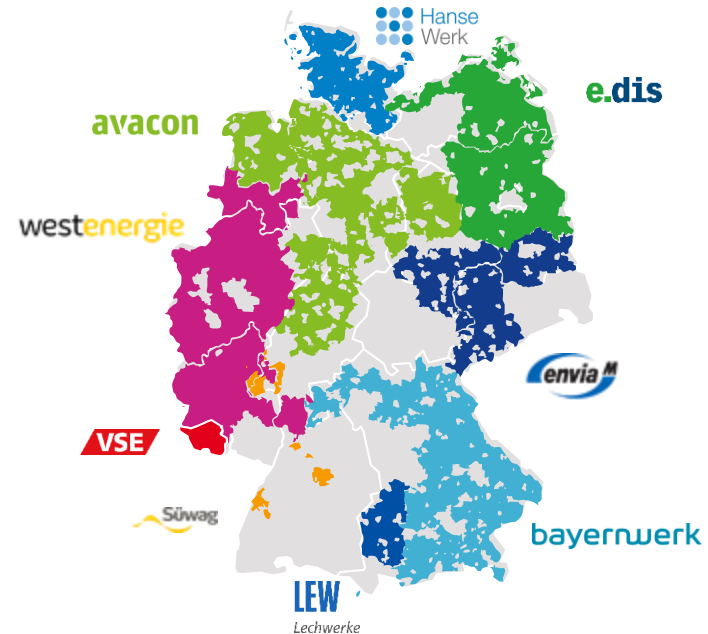 Hanse
Werk
e.dis
avacon
westenergie
envia M
VSE
Süwag
bayernwerk
LEW
Lechwerke